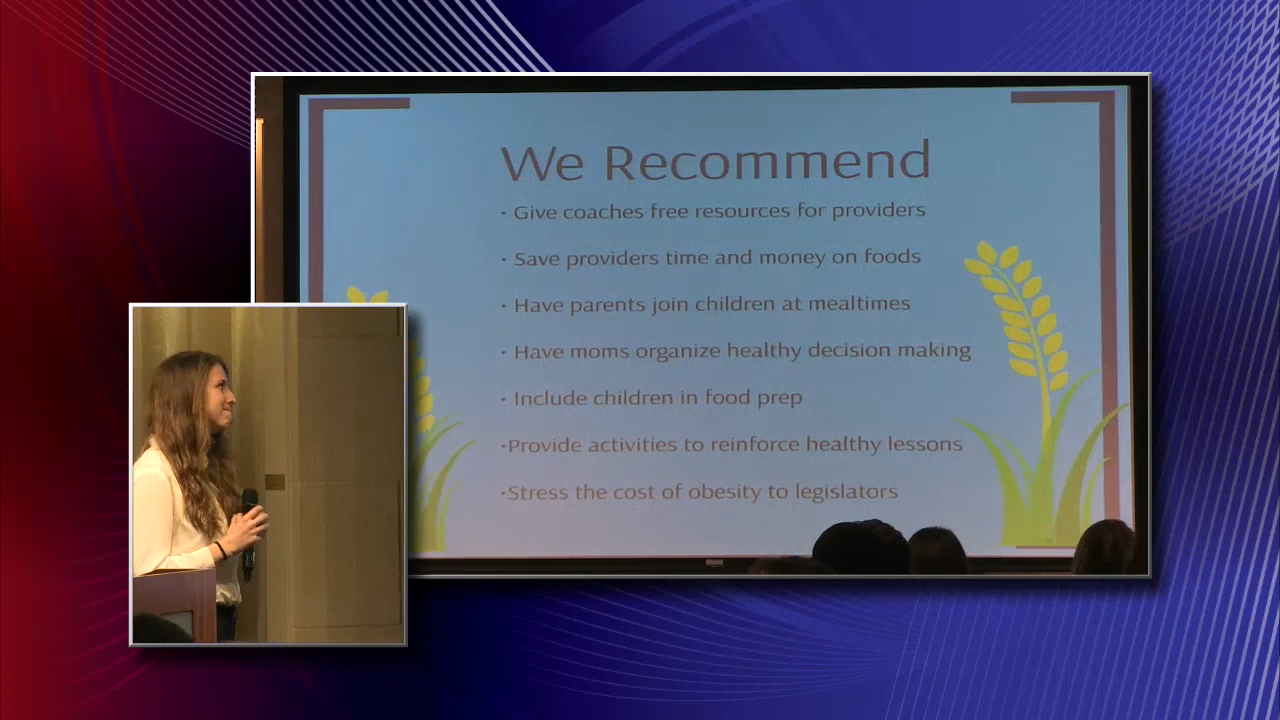 We Recommend
· Give coaches free resources for providers
· Save providers time and money on foods
· Have parents join children at mealtimes
· Have moms organize healthy decision making
· Include children in food prep
·Provide activities to reinforce healthy lessons
·Stress the cost of obesity to legislators